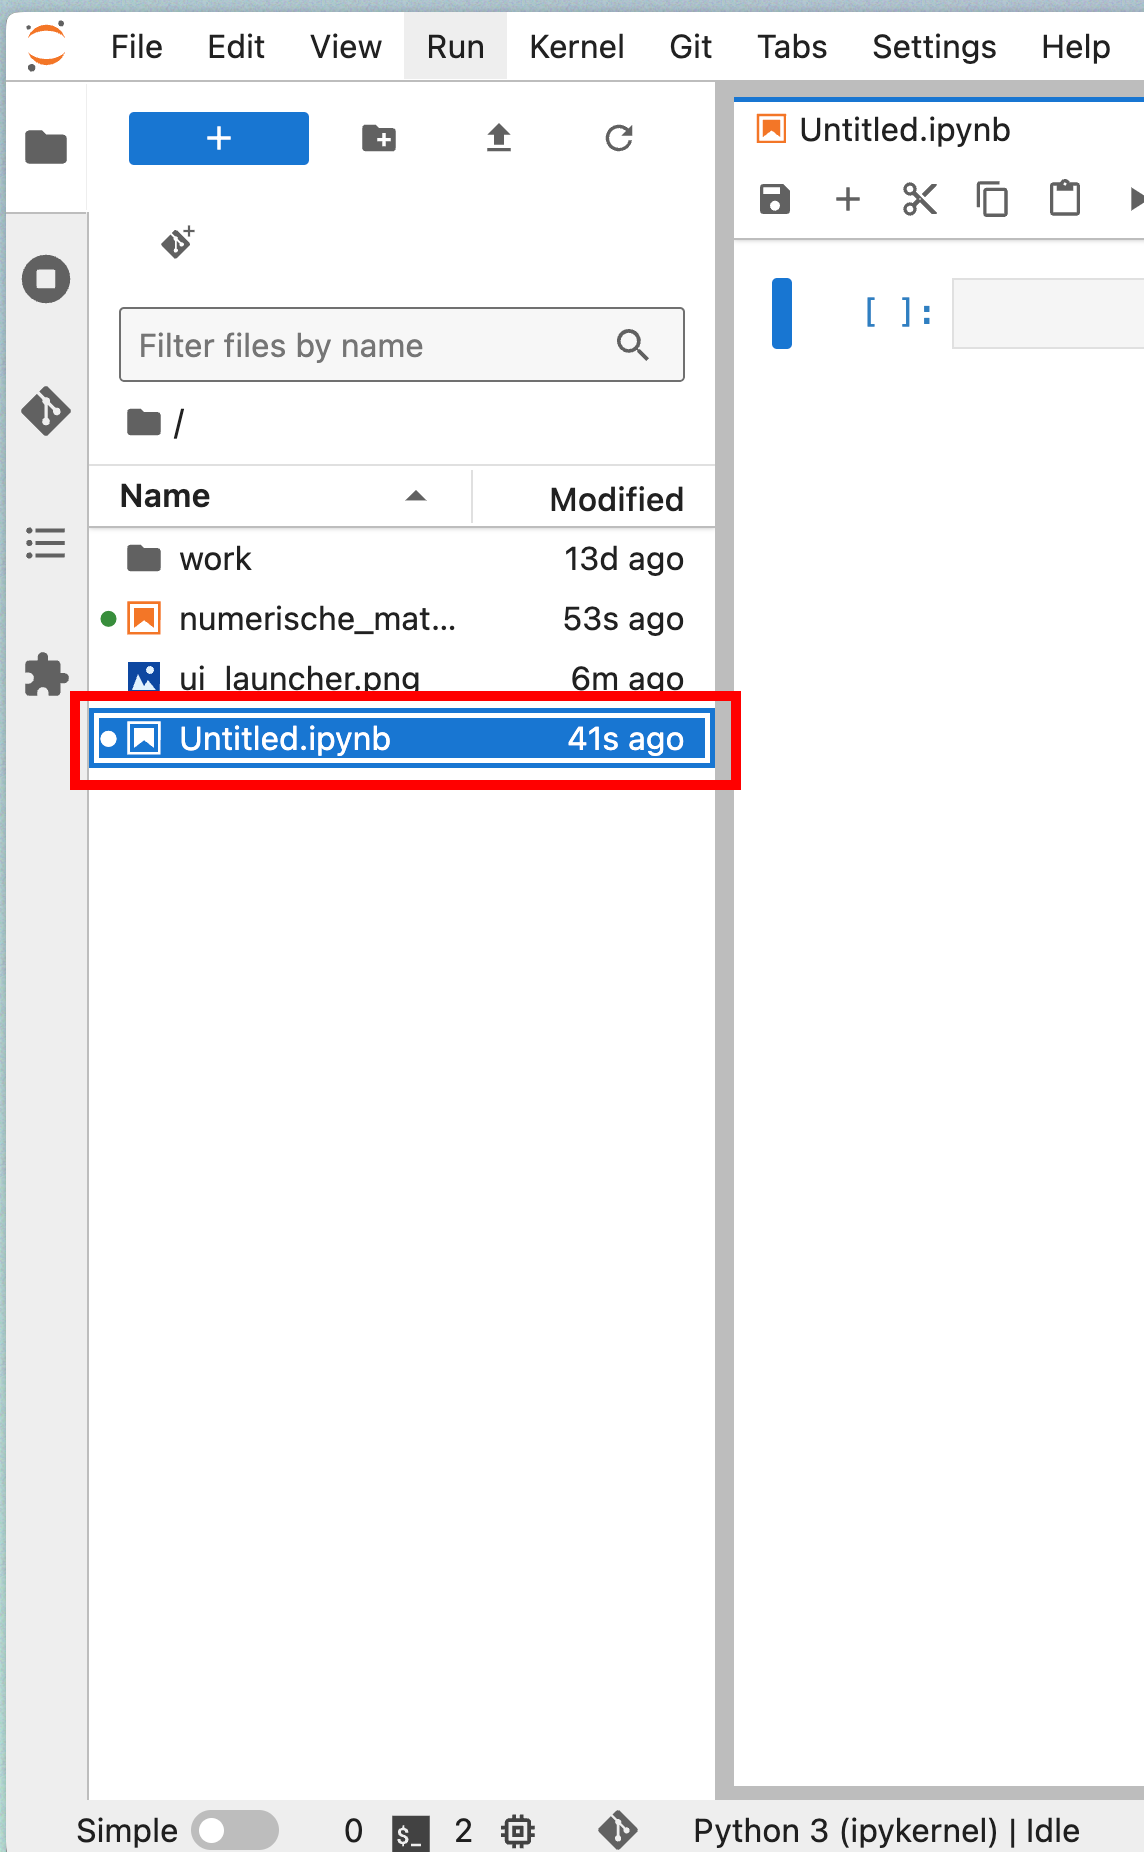 File Edit View Run Kernel Git Tabs Settings Help
Untitled.ipynb
[ ]:
Filter files by name
/
Name Modified
work 13d ago
numerische_mat... 53s ago
ui_launcher.png 6m ago
Untitled.ipynb 41s ago
Simple 0 $_ 2 Python 3 (ipykernel) | Idle